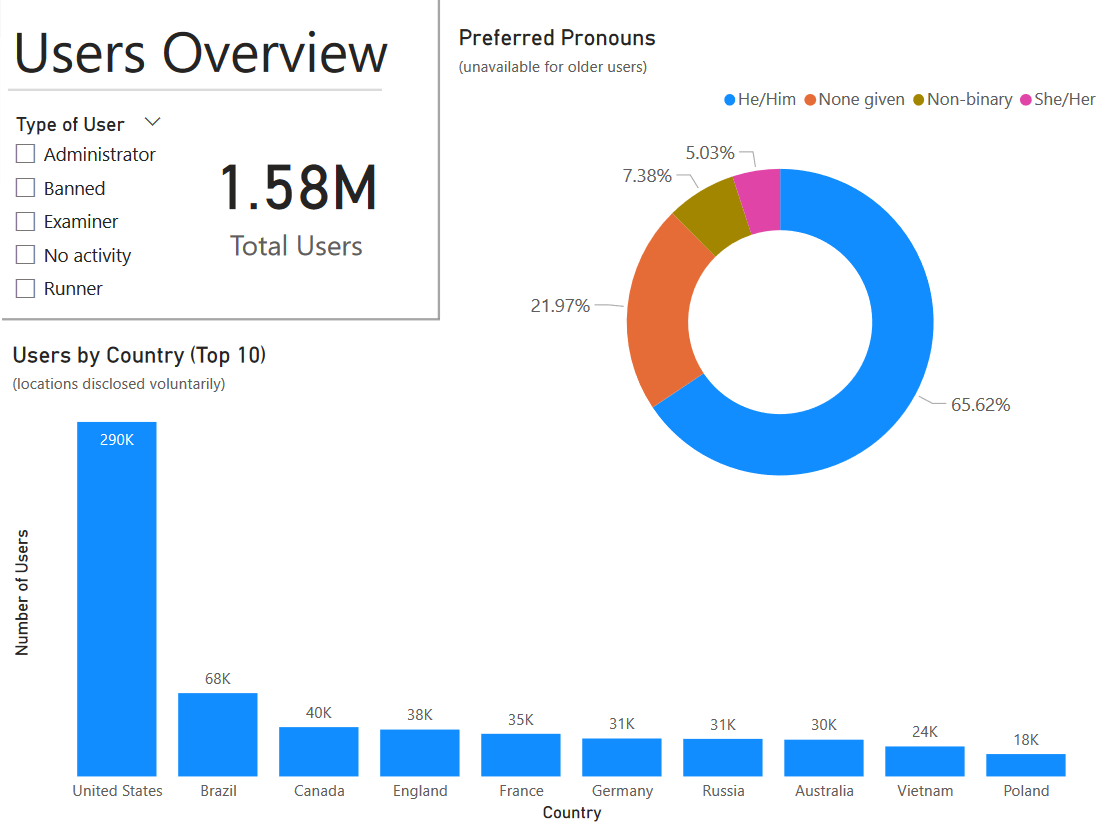 Users Overview
Type of User
Administrator
Banned
Examiner
No activity
Runner
1.58M
Total Users
Preferred Pronouns
(unavailable for older users)
He/Him None given Non-binary She/Her
5.03%
7.38%
21.97%
65.62%
Users by Country (Top 10)
(locations disclosed voluntarily)
Number of Users
290K
68K
40K
38K
35K
31K
31K
30K
24K
18K
United States Brazil Canada England France Germany Russia Australia Vietnam Poland
Country